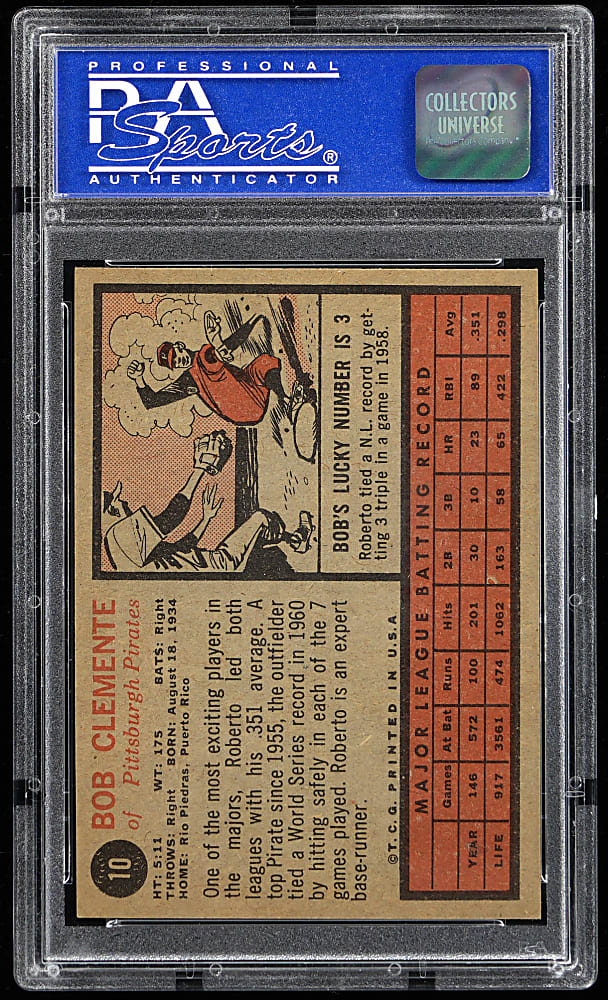 PROFESSIONAL
PSA
Sports®
AUTHENTICATOR
COLLECTORS
UNIVERSE
10
BOB CLEMENTE
of Pittsburgh Pirates
HT: 5:11 WT: 175 BATS: Right
THROWS: Right BORN: August 18, 1934
HOME: Rio Piedras, Puerto Rico
One of the most exciting players in
the majors, Roberto led both
leagues with his .351 average. A
top Pirate since 1955, the outfielder
tied a World Series record in 1960
by hitting safely in each of the 7
games played. Roberto is an expert
base-runner.
©T.C.G. PRINTED IN U.S.A.
BOB'S LUCKY NUMBER IS 3
Roberto tied a N.L. record by get-
ting 3 triple in a game in 1958.
MAJOR LEAGUE BATTING RECORD
Games At Bat Runs Hits 2B 3B HR RBI Avg
YEAR 146 572 100 201 30 10 23 89 .351
LIFE 917 3561 474 1062 163 58 65 422 .298